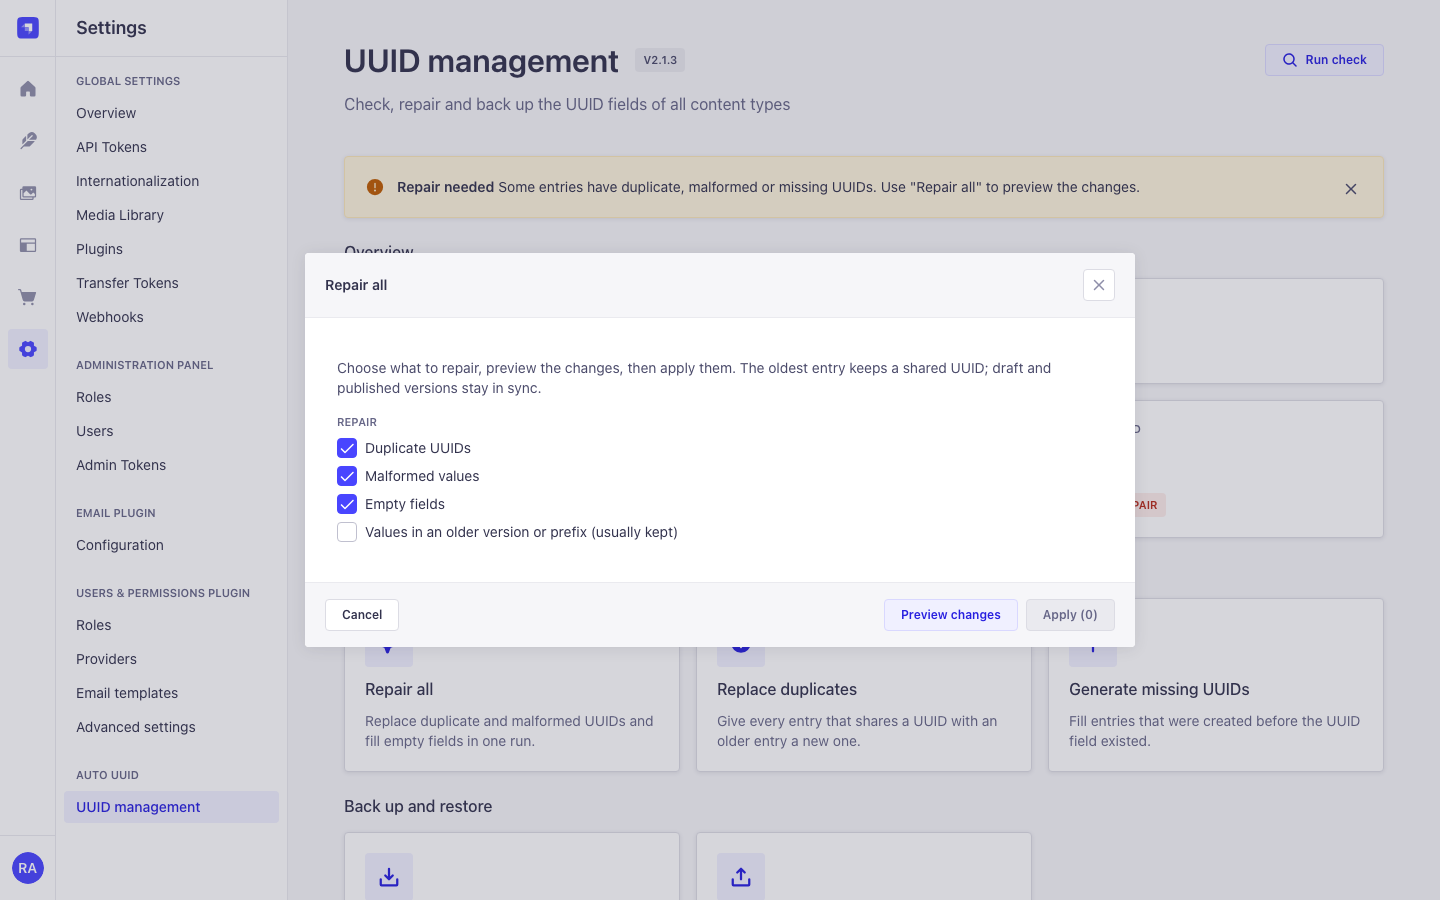 Settings
GLOBAL SETTINGS
Overview
API Tokens
Internationalization
Media Library
Plugins
Transfer Tokens
Webhooks
ADMINISTRATION PANEL
Roles
Users
Admin Tokens
EMAIL PLUGIN
Configuration
USERS & PERMISSIONS PLUGIN
Roles
Providers
Email templates
Advanced settings
AUTO UUID
UUID management
RA
UUID management
V2.1.3
Run check
Check, repair and back up the UUID fields of all content types
Repair needed Some entries have duplicate, malformed or missing UUIDs. Use "Repair all" to preview the changes.
Overview
Repair all
Choose what to repair, preview the changes, then apply them. The oldest entry keeps a shared UUID; draft and
published versions stay in sync.
REPAIR
Duplicate UUIDs
Malformed values
Empty fields
Values in an older version or prefix (usually kept)
Cancel
Preview changes
Apply (0)
Repair all
Replace duplicate and malformed UUIDs and
fill empty fields in one run.
Replace duplicates
Give every entry that shares a UUID with an
older entry a new one.
Generate missing UUIDs
Fill entries that were created before the UUID
field existed.
Back up and restore